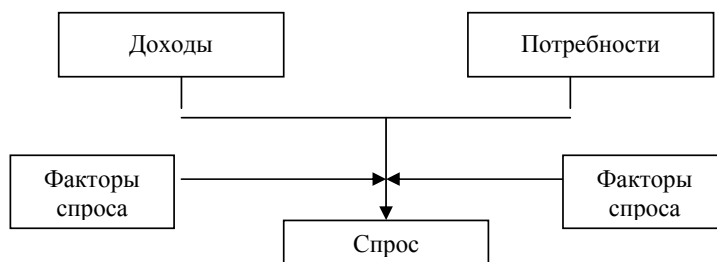 Доходы
Потребности
Факторы
спроса
Факторы
спроса
Спрос